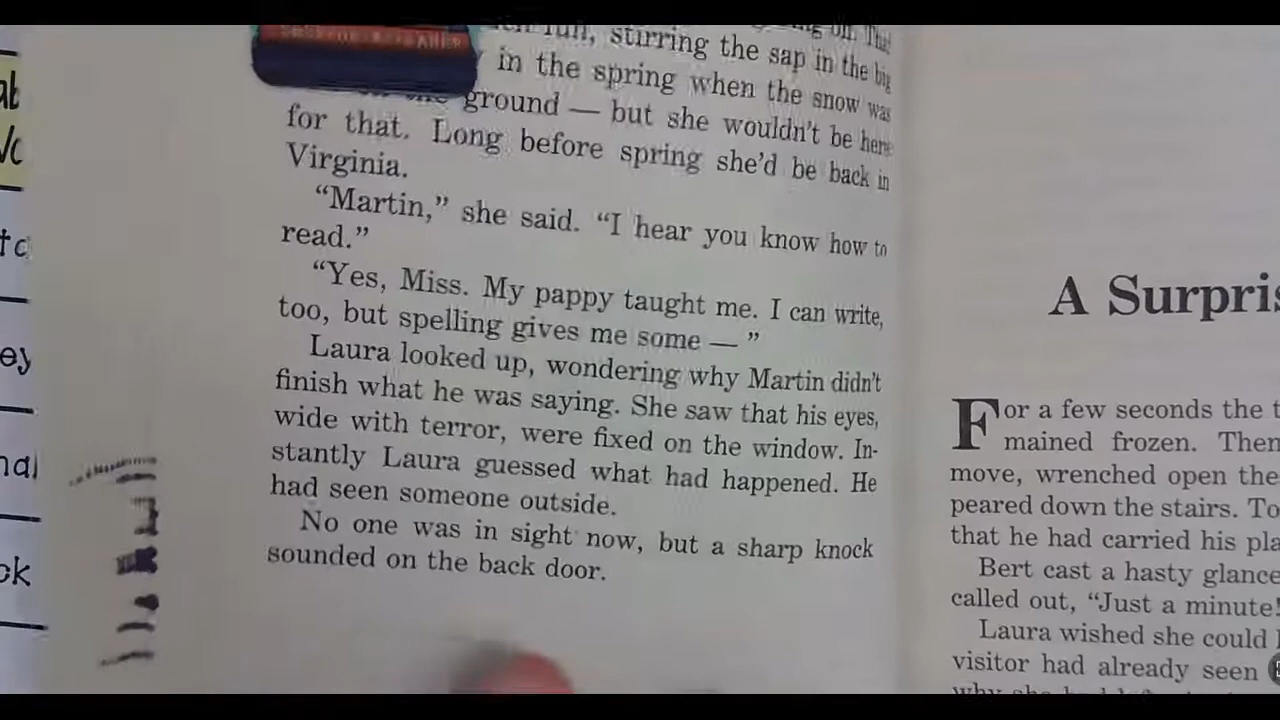 full, stirring the sap in the big
in the spring when the snow was
the ground — but she wouldn't be here
for that. Long before spring she'd be back in
Virginia.
"Martin," she said. "I hear you know how to
read."
"Yes, Miss. My pappy taught me. I can write,
too, but spelling gives me some — "
Laura looked up, wondering why Martin didn't
finish what he was saying. She saw that his eyes,
wide with terror, were fixed on the window. In-
stantly Laura guessed what had happened. He
had seen someone outside.
No one was in sight now, but a sharp knock
sounded on the back door.
A Surpris
For a few seconds the t
mained frozen. Then
move, wrenched open the
peared down the stairs. To
that he had carried his pla
Bert cast a hasty glance
called out, "Just a minute!
Laura wished she could
visitor had already seen
why she had